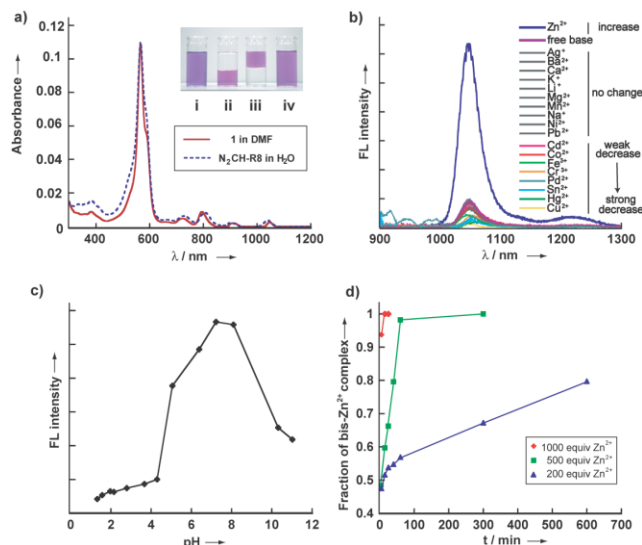 a)
0.12
0.1
0.08
0.06
0.04
0.02
0
Absorbance
i ii iii iv
1 in DMF
N₂CH-R8 in H₂O
400 600 800 1000 1200
λ / nm
b)
FL intensity
Zn²⁺ increase
free base
Ag⁺
Ba²⁺
Ca²⁺
K⁺
Li⁺
Mg²⁺
Mn²⁺
Na⁺
Ni²⁺
Pb²⁺
no change
Cd²⁺
Co²⁺
Fe²⁺
Cr³⁺
Pd²⁺
Sn²⁺
Hg²⁺
Cu²⁺
weak
decrease
strong
decrease
900 1000 1100 1200 1300
λ / nm
c)
FL intensity
0 2 4 6 8 10 12
pH
d)
Fraction of bis-Zn²⁺ complex
1
0.9
0.8
0.7
0.6
0.5
0.4
1000 equiv Zn²⁺
500 equiv Zn²⁺
200 equiv Zn²⁺
0 100 200 300 400 500 600 700
t / min